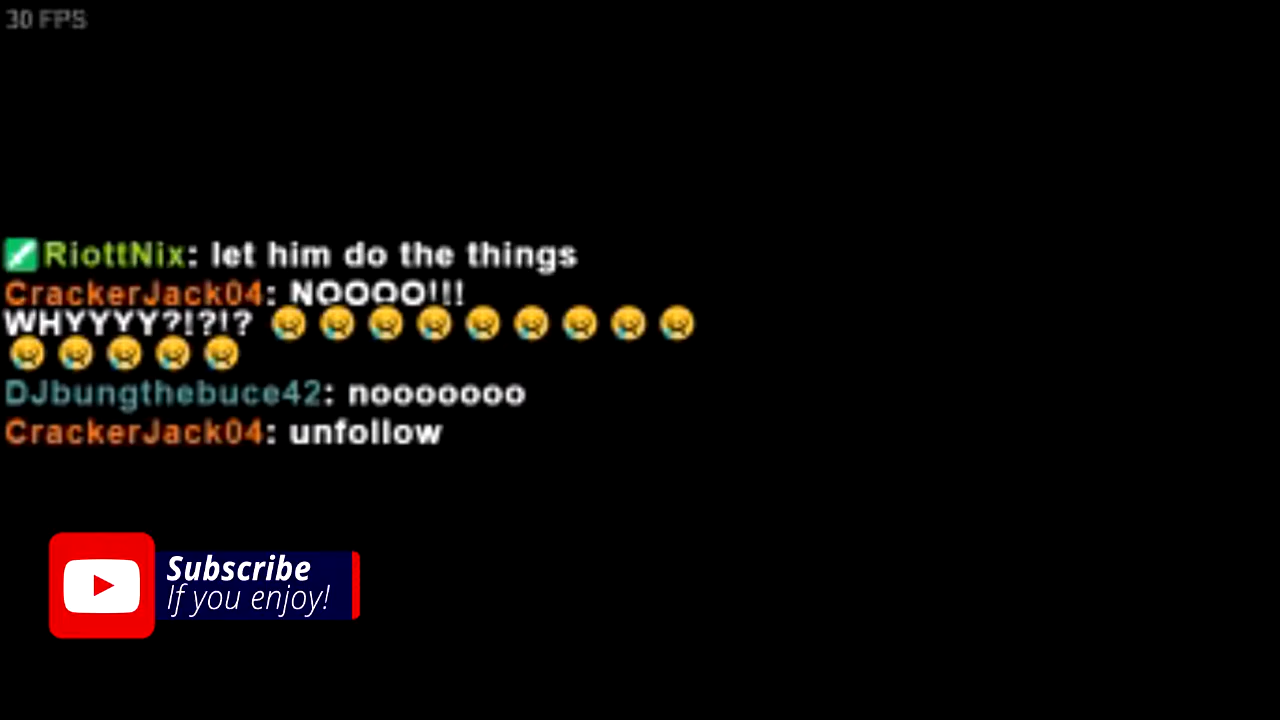 30 FPS
RiottNix: let him do the things
CrackerJack04: NOOOO!!!
WHYYYY?!?!? 😢😢😢😢😢😢😢😢😢
😢😢😢😢😢
DJbungthebuce42: nooooooo
CrackerJack04: unfollow
Subscribe
If you enjoy!